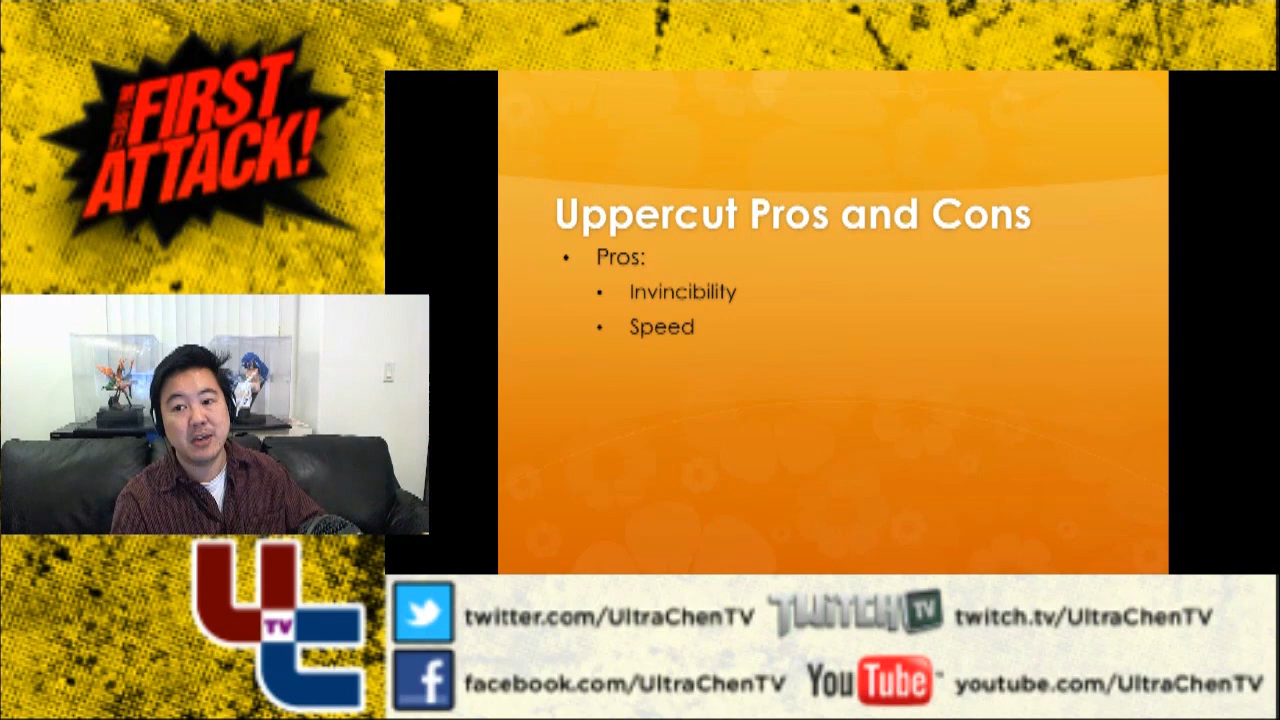 FIRST
ATTACK!
Uppercut Pros and Cons
• Pros:
• Invincibility
• Speed
UC
TV
twitter.com/UltraChenTV
TWITCH TV
twitch.tv/UltraChenTV
f
facebook.com/UltraChenTV
YouTube
youtube.com/UltraChenTV